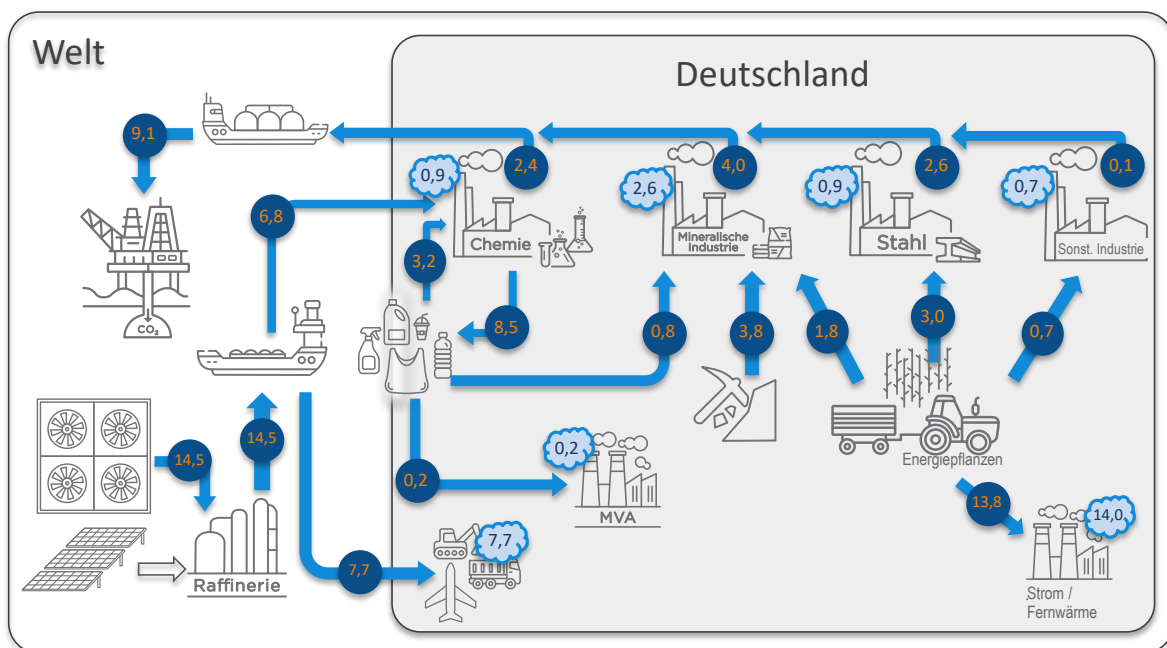 Welt
Deutschland
9,1
2,4
4,0
2,6
0,1
0,9
2,6
0,9
0,7
6,8
Chemie
Mineralische
Industrie
Stahl
Sonst. Industrie
3,2
8,5
0,8
3,8
1,8
3,0
0,7
CO₂
14,5
14,5
0,2
0,2
MVA
Energiepflanzen
13,8
14,0
Raffinerie
7,7
7,7
Strom /
Fernwärme